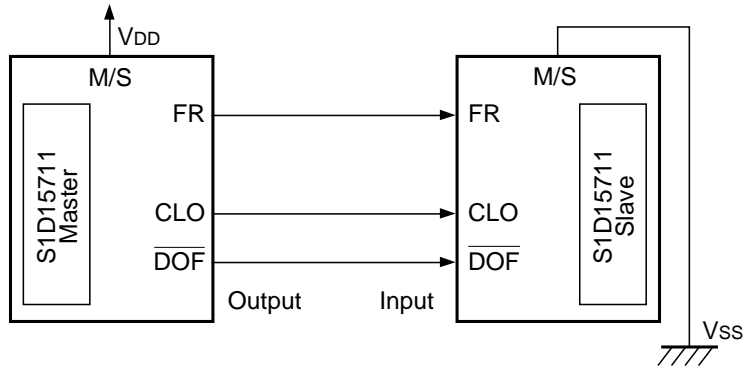 VDD
M/S
FR
CLO
DOF
S1D15711
Master
Output
Input
M/S
FR
CLO
DOF
S1D15711
Slave
VSS